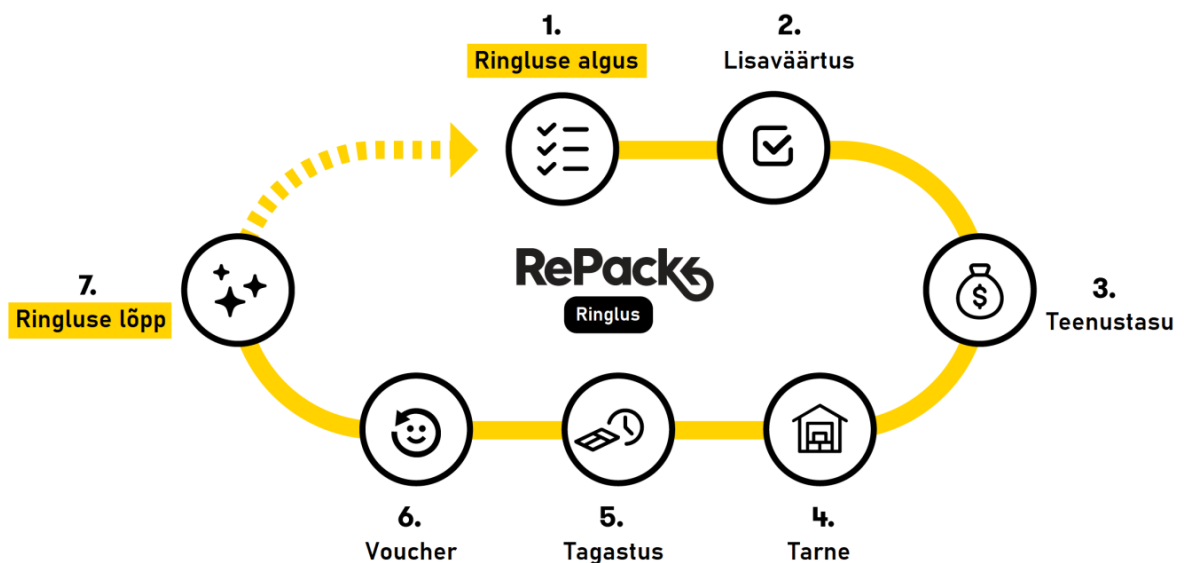 1.
Ringluse algus
2.
Lisaväärtus
3.
Teenustasu
4.
Tarne
5.
Tagastus
6.
Voucher
7.
Ringluse lõpp
RePack
Ringlus